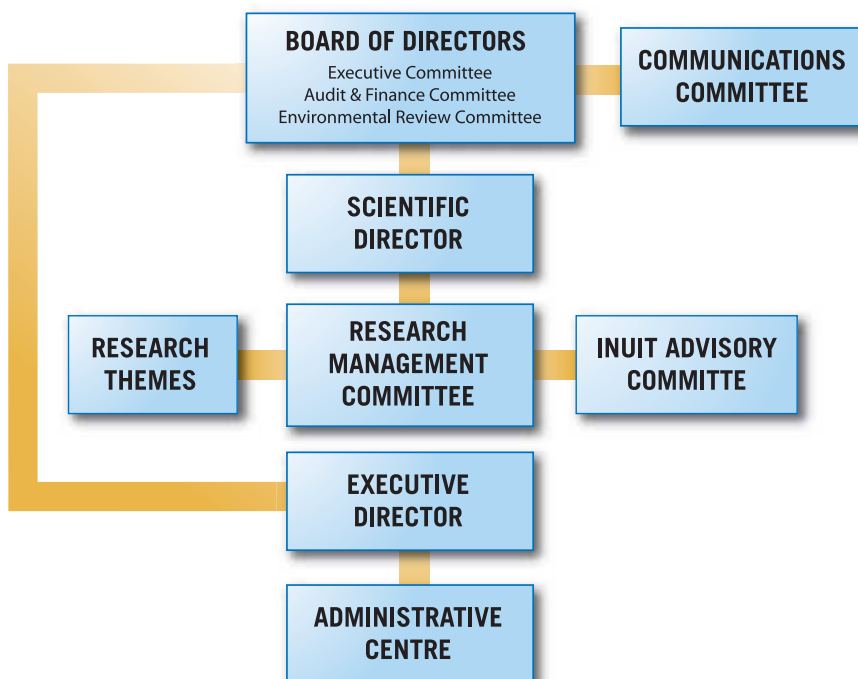 BOARD OF DIRECTORS
Executive Committee
Audit & Finance Committee
Environmental Review Committee
COMMUNICATIONS
COMMITTEE
SCIENTIFIC
DIRECTOR
RESEARCH
THEMES
RESEARCH
MANAGEMENT
COMMITTEE
INUIT ADVISORY
COMMITTE
EXECUTIVE
DIRECTOR
ADMINISTRATIVE
CENTRE